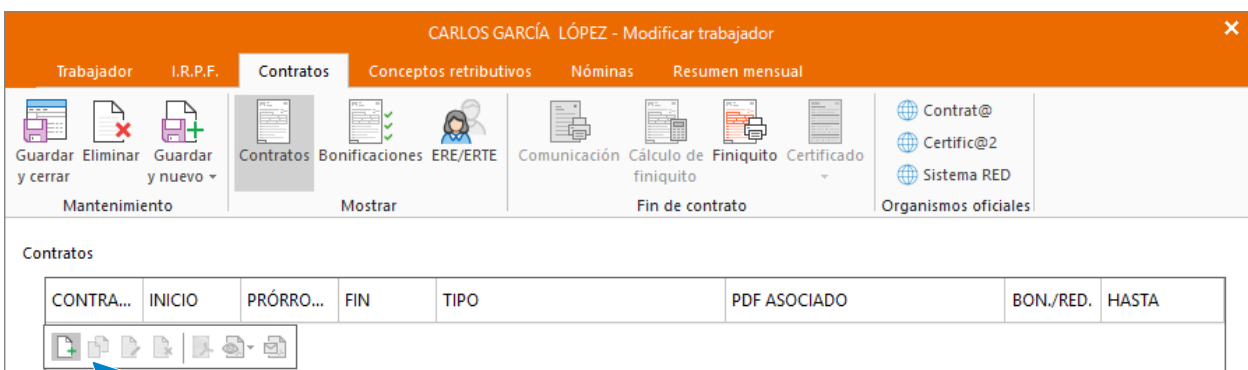 CARLOS GARCÍA LÓPEZ - Modificar trabajador
Trabajador I.R.P.F. Contratos Conceptos retributivos Nóminas Resumen mensual
Guardar y cerrar
Eliminar
Guardar y nuevo
Contratos
Bonificaciones
ERE/ERTE
Comunicación
Cálculo de finiquito
Finiquito
Certificado
Contrat@
Certific@2
Sistema RED
Mantenimiento Mostrar Fin de contrato Organismos oficiales
Contratos
CONTRA... INICIO PRÓRRO... FIN TIPO PDF ASOCIADO BON./RED. HASTA